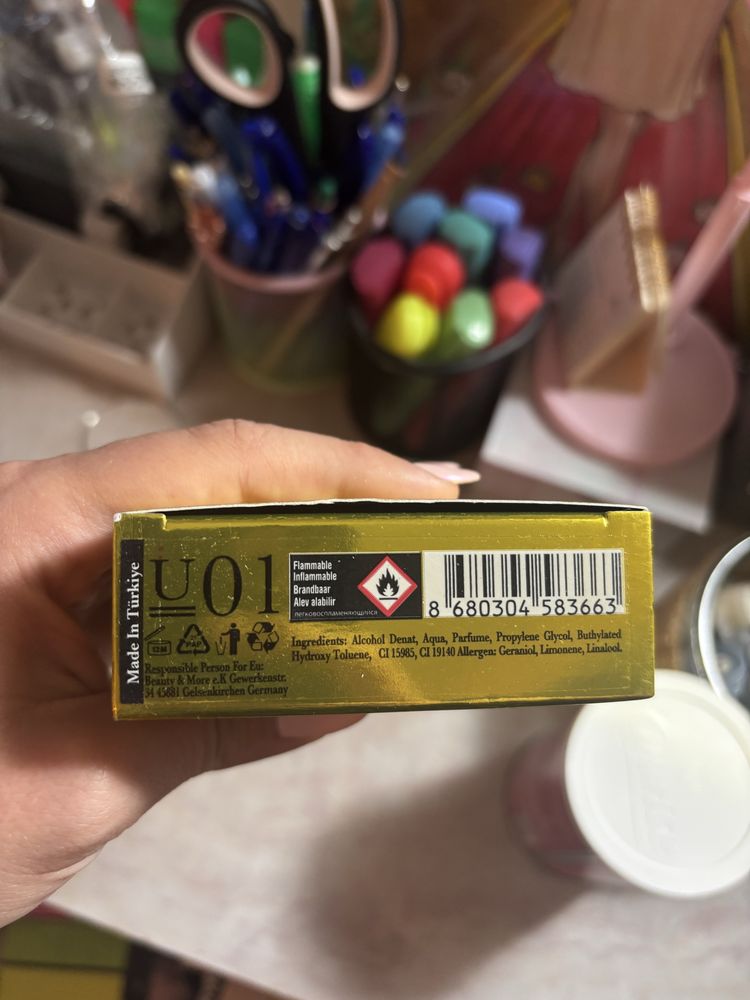 Made In Türkiye
U01
Flammable
Inflammable
Brandbaar
Alev alabilir
легковоспламеняющийся
8 680304 583663
12 M
PAP
Ingredients: Alcohol Denat, Aqua, Parfume, Propylene Glycol, Buthylated
Hydroxy Toluene, CI 15985, CI 19140 Allergen: Geraniol, Limonene, Linalool.
Responsible Person For Eu:
Beauty & More e.K Gewerkenstr.
34 45881 Gelsenkirchen Germany